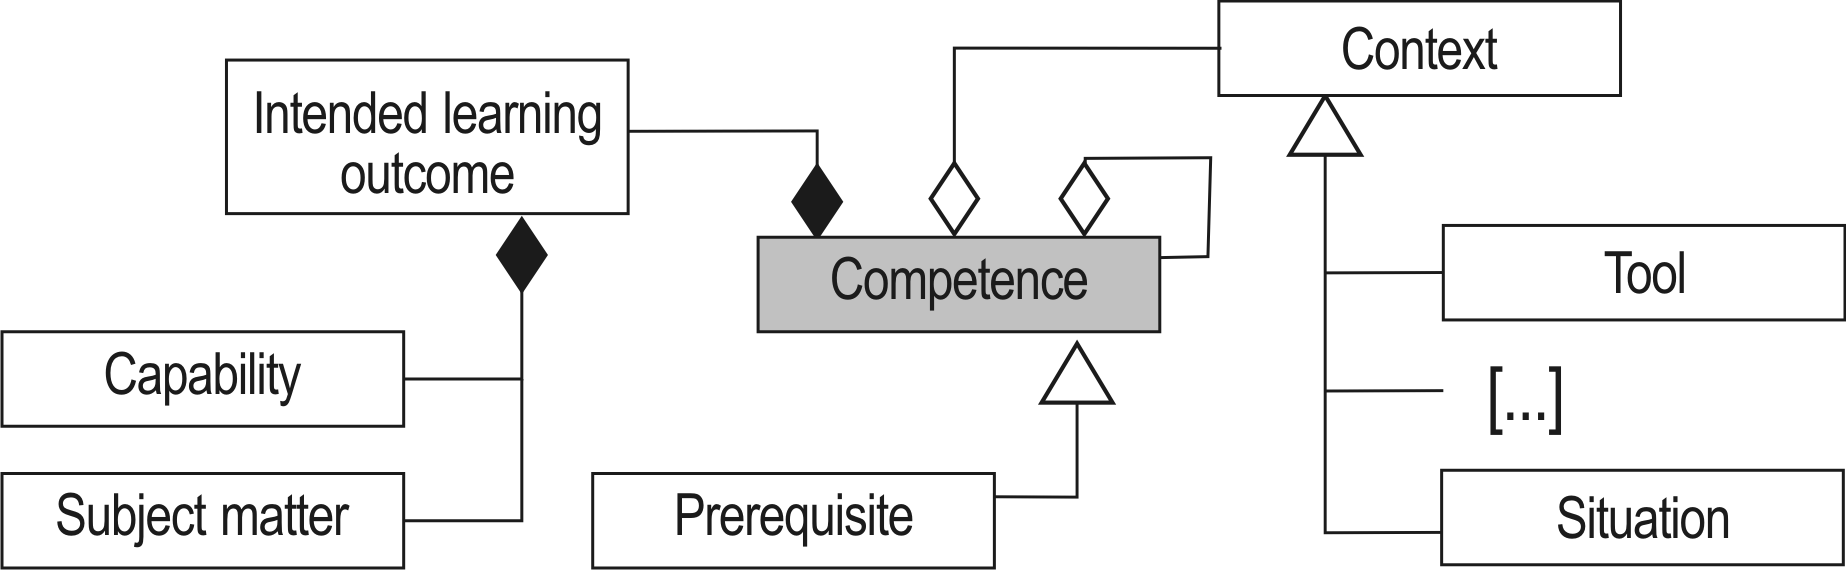 Context
Intended learning
outcome
Competence
Tool
Capability
[...]
Subject matter
Prerequisite
Situation